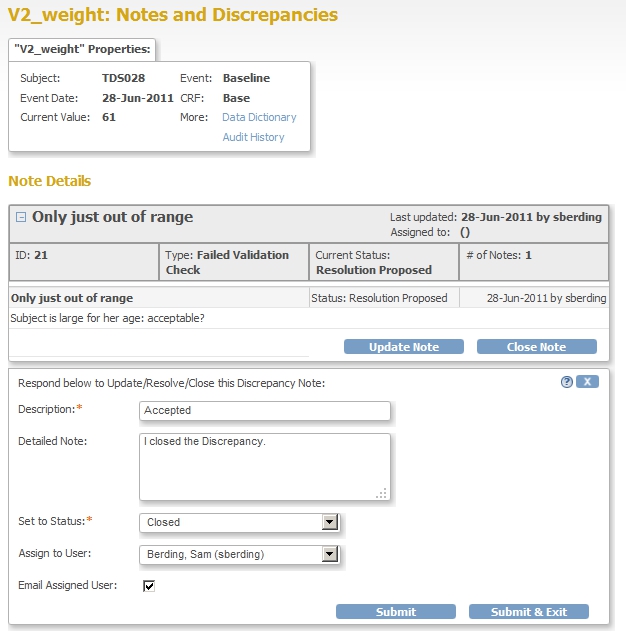 V2_weight: Notes and Discrepancies
"V2_weight" Properties:
Subject: TDS028 Event: Baseline
Event Date: 28-Jun-2011 CRF: Base
Current Value: 61 More: Data Dictionary
Audit History
Note Details
Only just out of range Last updated: 28-Jun-2011 by sberding
Assigned to: ()
ID: 21 Type: Failed Validation Current Status: # of Notes: 1
Check Resolution Proposed
Only just out of range Status: Resolution Proposed 28-Jun-2011 by sberding
Subject is large for her age: acceptable?
Update Note Close Note
Respond below to Update/Resolve/Close this Discrepancy Note: ? X
Description:* Accepted
Detailed Note: I closed the Discrepancy.
Set to Status:* Closed
Assign to User: Berding, Sam (sberding)
Email Assigned User:
Submit Submit & Exit